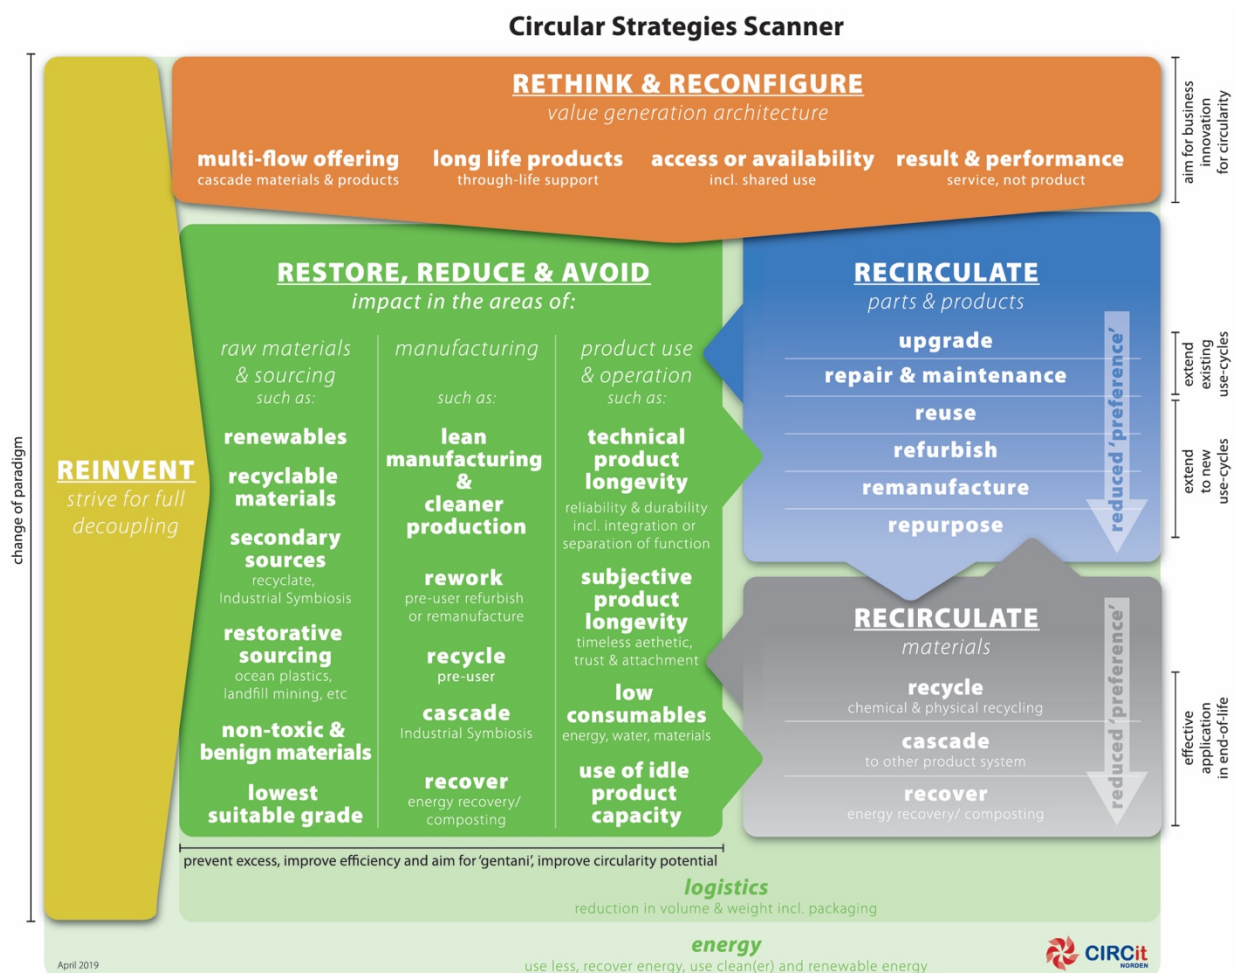 Circular Strategies Scanner
change of paradigm
REINVENT
strive for full
decoupling
RETHINK & RECONFIGURE
value generation architecture
multi-flow offering
cascade materials & products
long life products
through-life support
access or availability
incl. shared use
result & performance
service, not product
aim for business
innovation
for circularity
RESTORE, REDUCE & AVOID
impact in the areas of:
raw materials
& sourcing
such as:
renewables
recyclable
materials
secondary
sources
recyclate,
Industrial Symbiosis
restorative
sourcing
ocean plastics,
landfill mining, etc
non-toxic &
benign materials
lowest
suitable grade
manufacturing
such as:
lean
manufacturing
&
cleaner
production
rework
pre-user refurbish
or remanufacture
recycle
pre-user
cascade
Industrial Symbiosis
recover
energy recovery/
composting
product use
& operation
such as:
technical
product
longevity
reliability & durability
incl. integration or
separation of function
subjective
product
longevity
timeless aethetic,
trust & attachment
low
consumables
energy, water, materials
use of idle
product
capacity
prevent excess, improve efficiency and aim for ‘gentani’, improve circularity potential
RECIRCULATE
parts & products
upgrade
repair & maintenance
reuse
refurbish
remanufacture
repurpose
reduced ‘preference’
extend
existing
use-cycles
extend
to new
use-cycles
RECIRCULATE
materials
recycle
chemical & physical recycling
cascade
to other product system
recover
energy recovery/ composting
reduced ‘preference’
effective
application
in end-of-life
logistics
reduction in volume & weight incl. packaging
energy
use less, recover energy, use clean(er) and renewable energy
April 2019
CIRCit
NORDEN